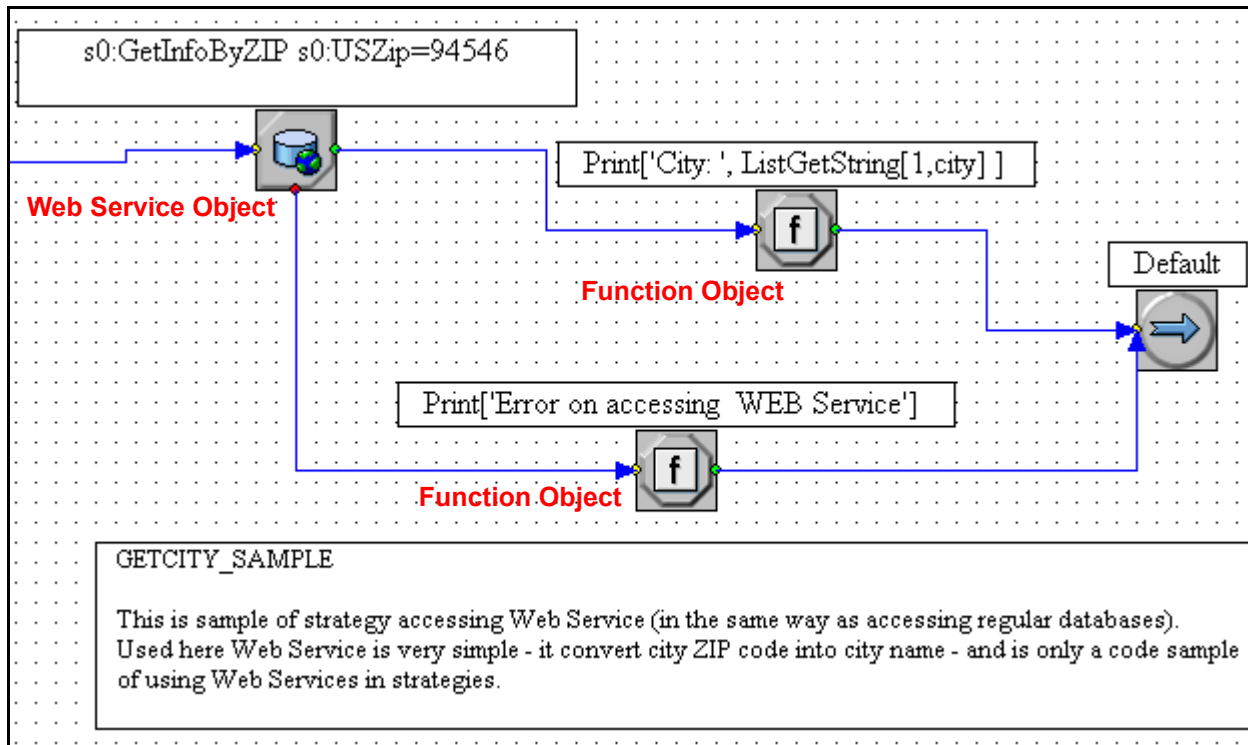 s0:GetInfoByZIP s0:USZip=94546
Web Service Object
Print['City: ', ListGetString[1,city] ]
f
Function Object
Default
Print['Error on accessing  WEB Service']
f
Function Object
GETCITY_SAMPLE
This is sample of strategy accessing Web Service (in the same way as accessing regular databases).
Used here Web Service is very simple - it convert city ZIP code into city name - and is only a code sample
of using Web Services in strategies.